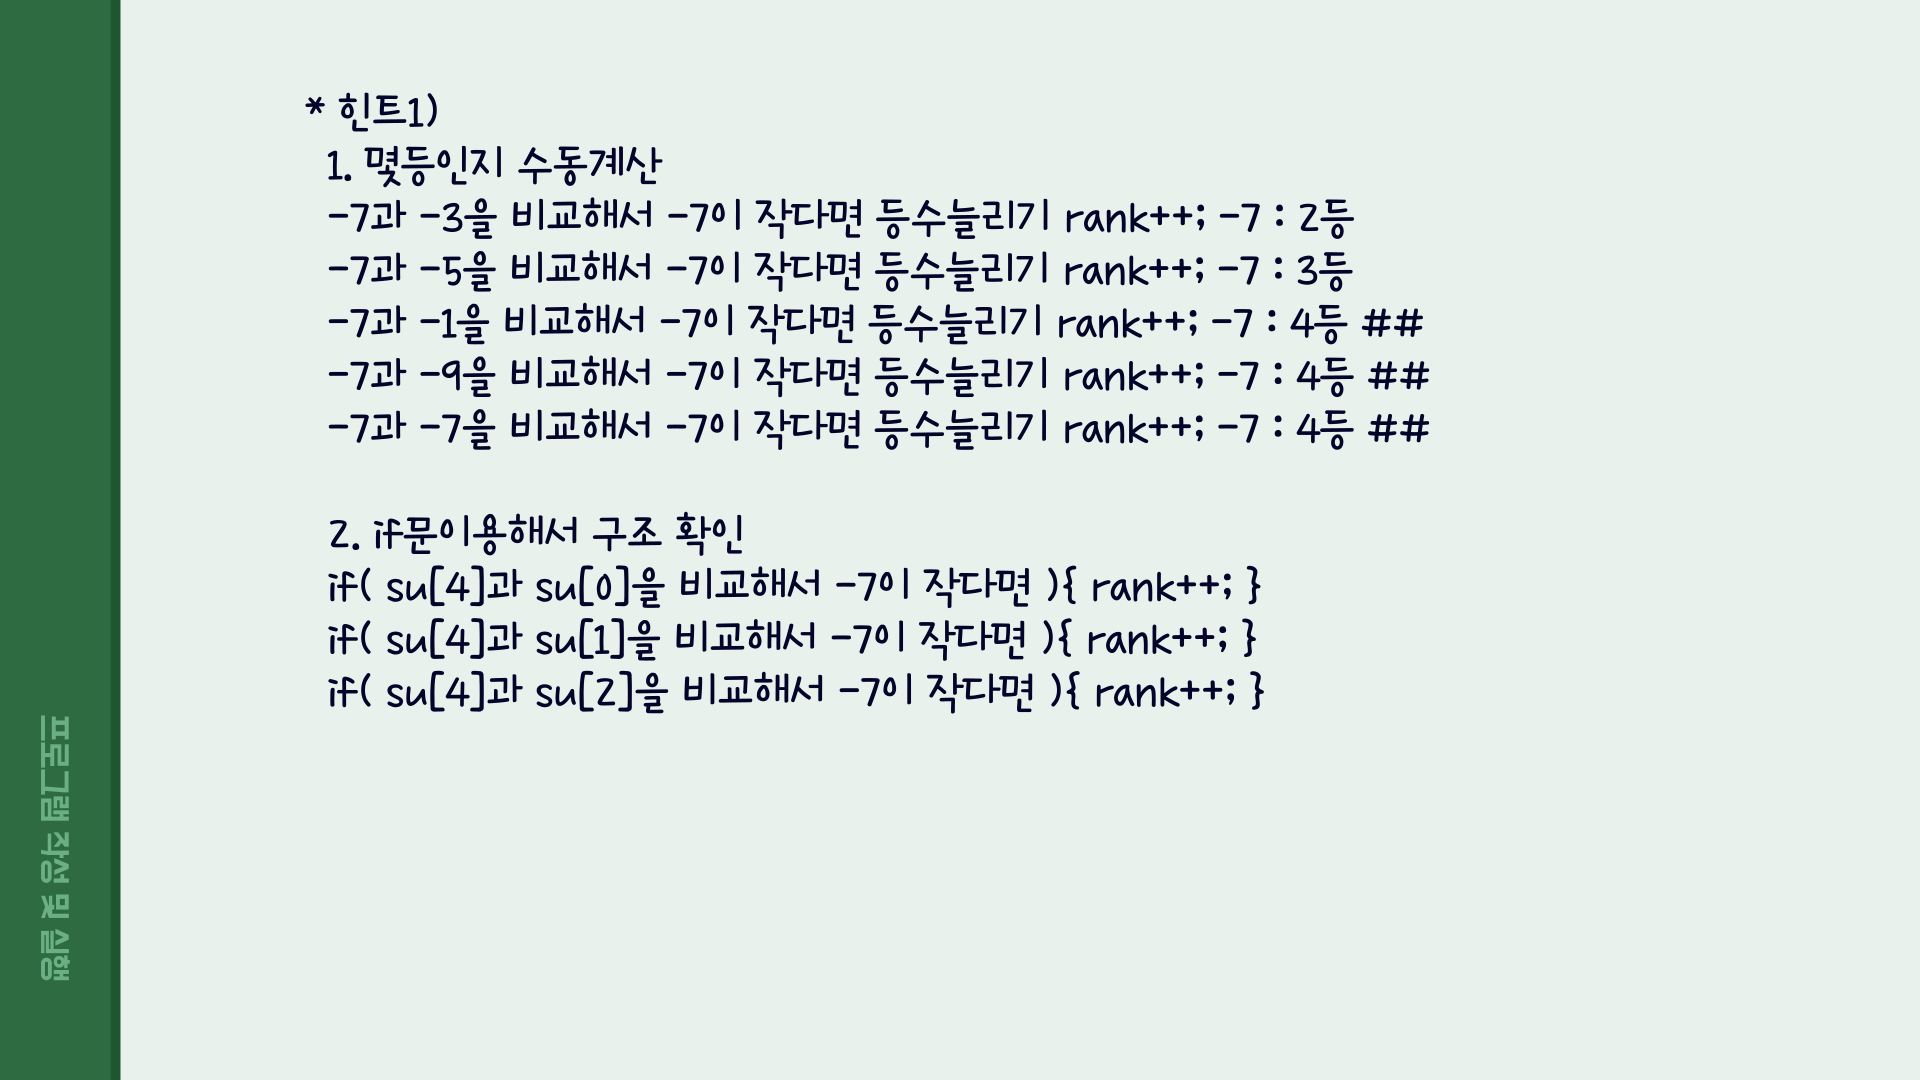 * 힌트1)
1. 몇등인지 수동계산
-7과 -3을 비교해서 -7이 작다면 등수늘리기 rank++; -7 : 2등
-7과 -5을 비교해서 -7이 작다면 등수늘리기 rank++; -7 : 3등
-7과 -1을 비교해서 -7이 작다면 등수늘리기 rank++; -7 : 4등 ##
-7과 -9을 비교해서 -7이 작다면 등수늘리기 rank++; -7 : 4등 ##
-7과 -7을 비교해서 -7이 작다면 등수늘리기 rank++; -7 : 4등 ##
2. if문이용해서 구조 확인
if( su[4]과 su[0]을 비교해서 -7이 작다면 ){ rank++; }
if( su[4]과 su[1]을 비교해서 -7이 작다면 ){ rank++; }
if( su[4]과 su[2]을 비교해서 -7이 작다면 ){ rank++; }
프로그램 작성 및 실행